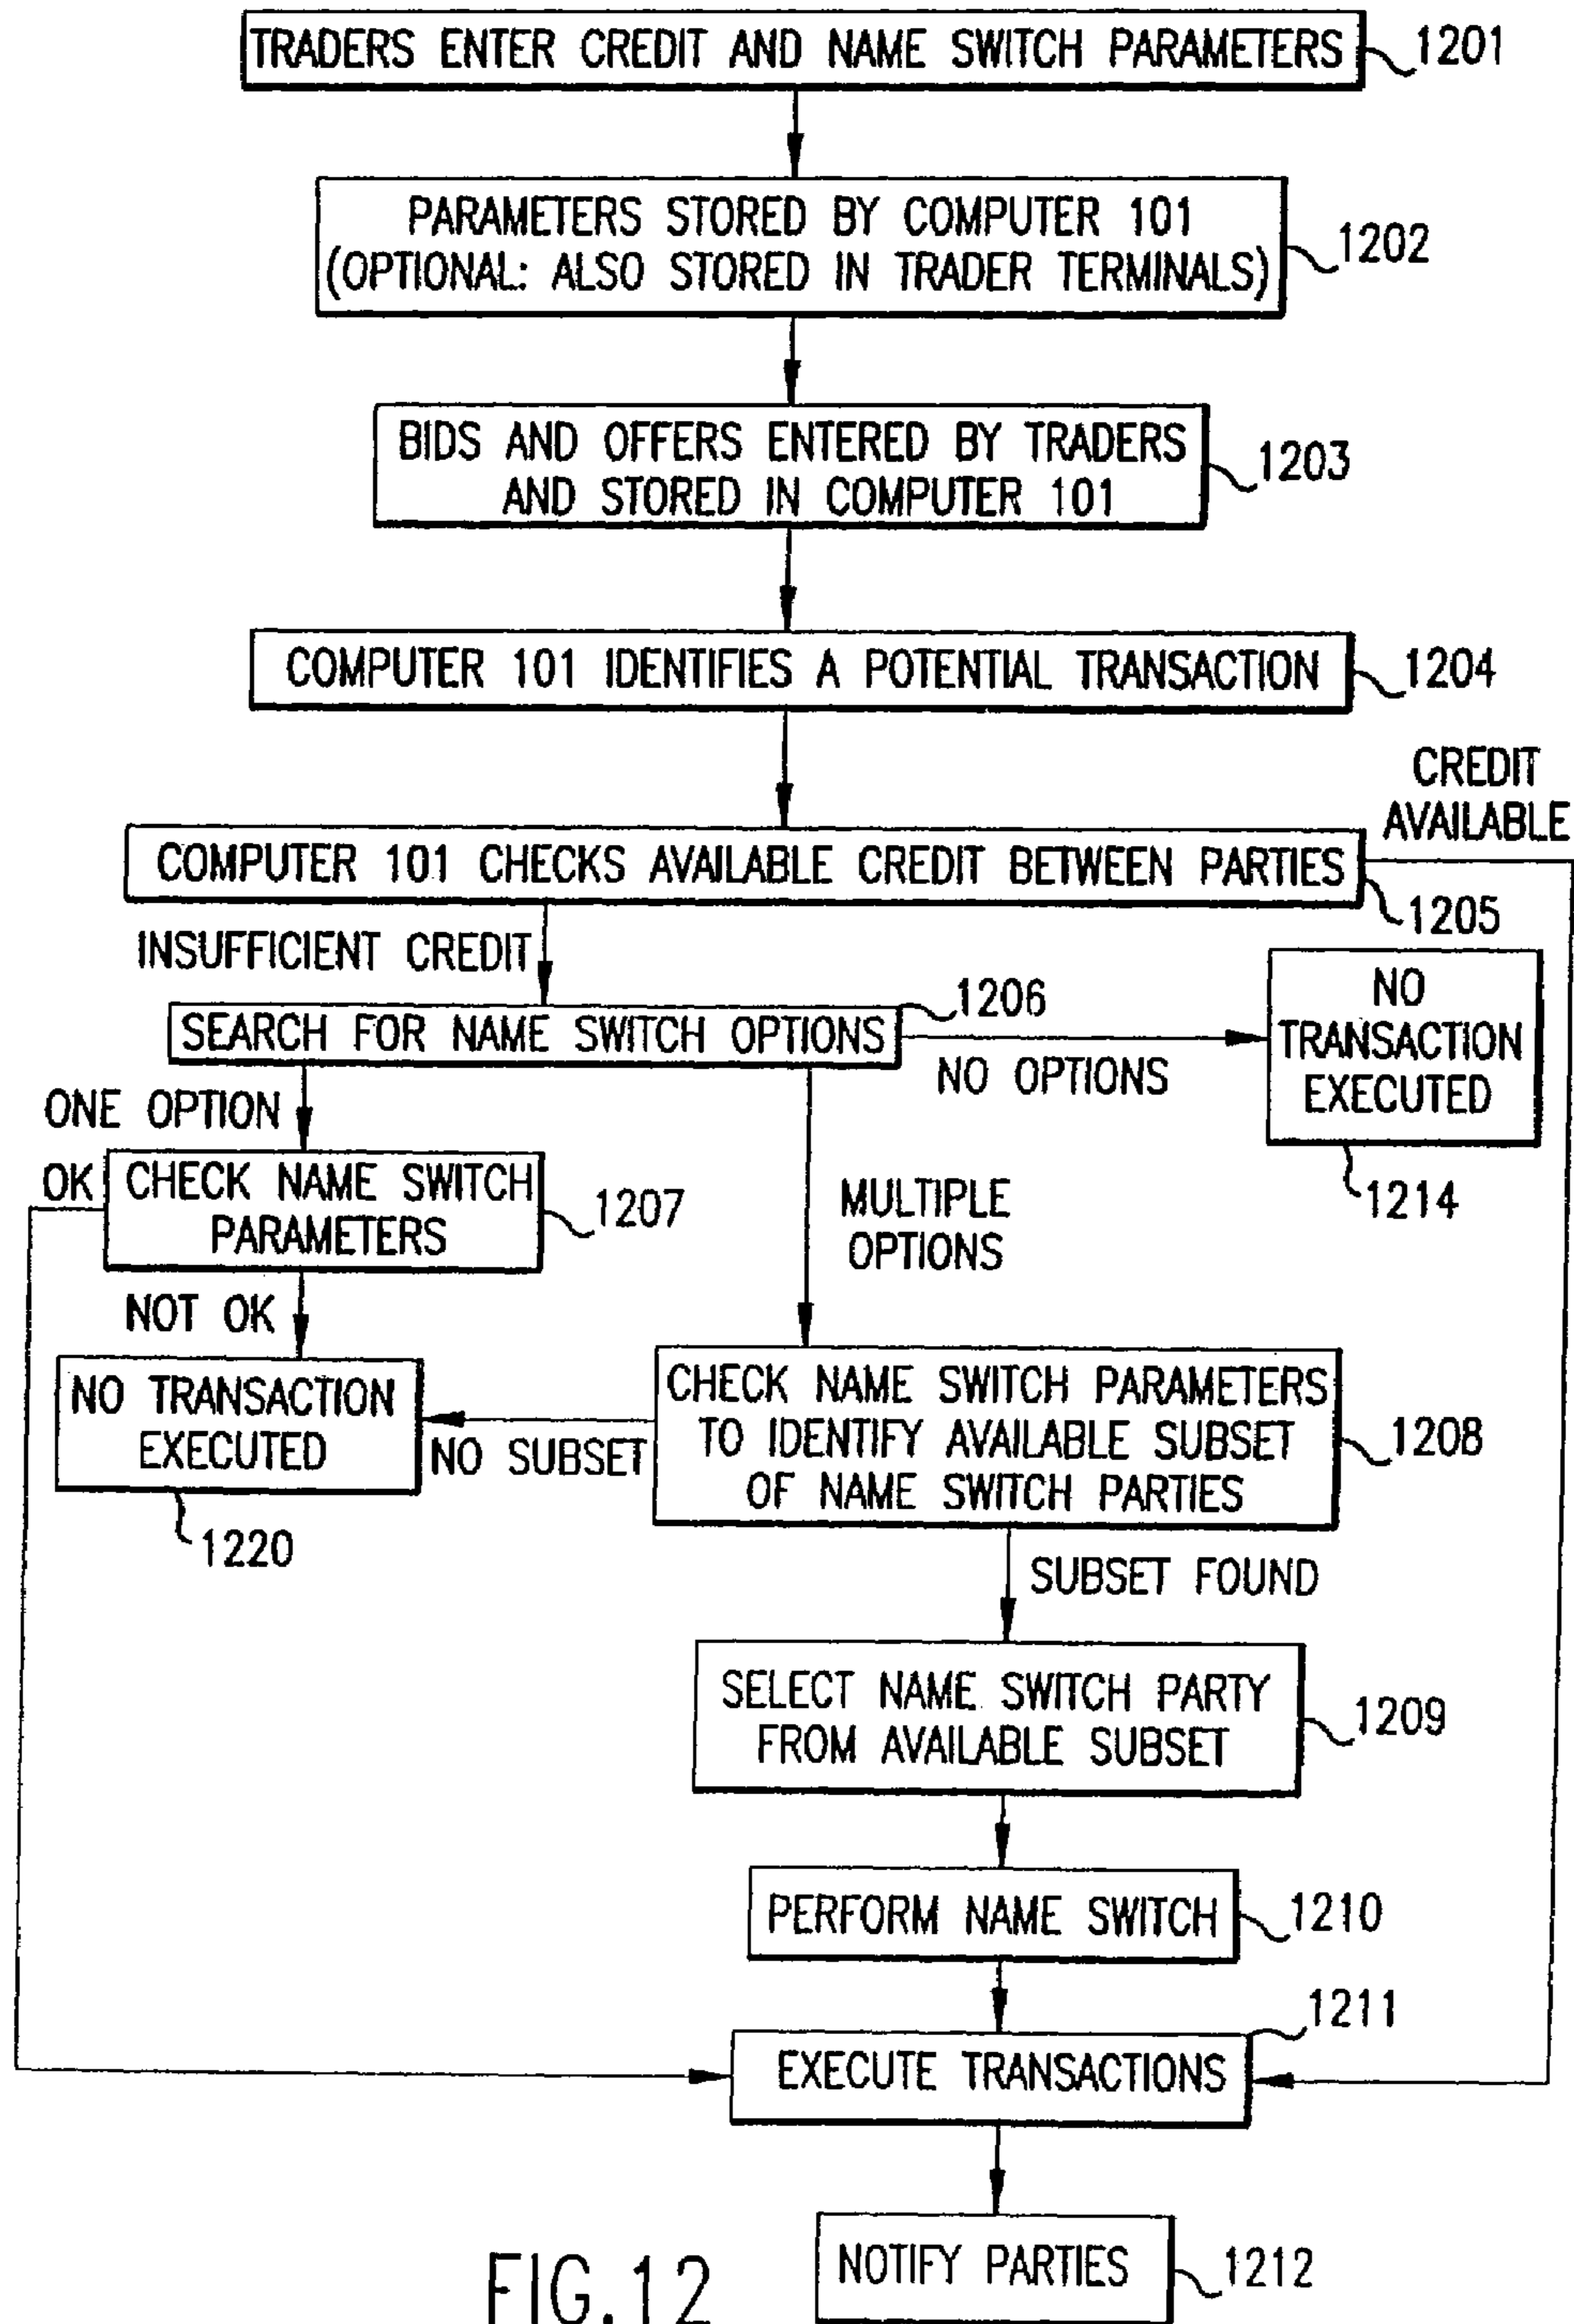 TRADERS ENTER CREDIT AND NAME SWITCH PARAMETERS
1201
PARAMETERS STORED BY COMPUTER 101
(OPTIONAL: ALSO STORED IN TRADER TERMINALS)
1202
BIDS AND OFFERS ENTERED BY TRADERS
AND STORED IN COMPUTER 101
1203
COMPUTER 101 IDENTIFIES A POTENTIAL TRANSACTION
1204
CREDIT
AVAILABLE
COMPUTER 101 CHECKS AVAILABLE CREDIT BETWEEN PARTIES
1205
INSUFFICIENT CREDIT
SEARCH FOR NAME SWITCH OPTIONS
1206
NO OPTIONS
NO
TRANSACTION
EXECUTED
1214
ONE OPTION
OK
CHECK NAME SWITCH
PARAMETERS
1207
MULTIPLE
OPTIONS
NOT OK
NO TRANSACTION
EXECUTED
1220
NO SUBSET
CHECK NAME SWITCH PARAMETERS
TO IDENTIFY AVAILABLE SUBSET
OF NAME SWITCH PARTIES
1208
SUBSET FOUND
SELECT NAME SWITCH PARTY
FROM AVAILABLE SUBSET
1209
PERFORM NAME SWITCH
1210
1211
EXECUTE TRANSACTIONS
NOTIFY PARTIES
1212
FIG.12